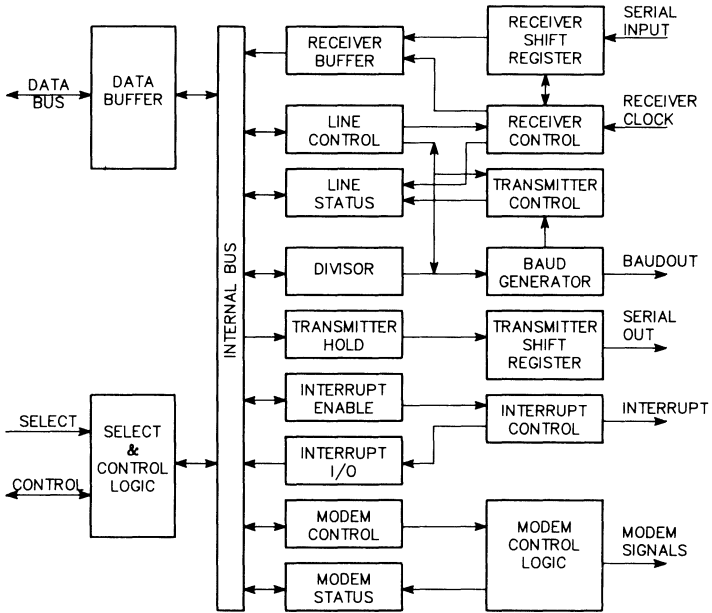 DATA
BUS
DATA
BUFFER
SELECT
CONTROL
SELECT
&
CONTROL
LOGIC
INTERNAL BUS
RECEIVER
BUFFER
LINE
CONTROL
LINE
STATUS
DIVISOR
TRANSMITTER
HOLD
INTERRUPT
ENABLE
INTERRUPT
I/O
MODEM
CONTROL
MODEM
STATUS
RECEIVER
SHIFT
REGISTER
RECEIVER
CONTROL
TRANSMITTER
CONTROL
BAUD
GENERATOR
TRANSMITTER
SHIFT
REGISTER
INTERRUPT
CONTROL
MODEM
CONTROL
LOGIC
SERIAL
INPUT
RECEIVER
CLOCK
BAUDOUT
SERIAL
OUT
INTERRUPT
MODEM
SIGNALS